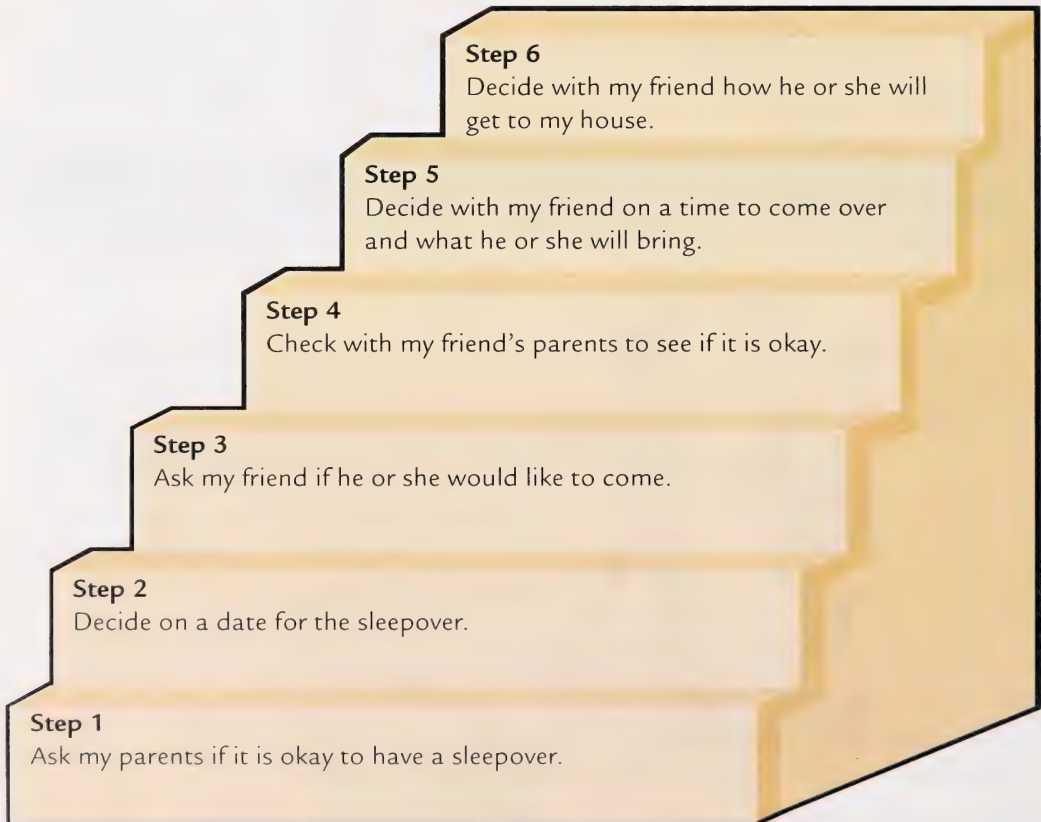 Step 6
Decide with my friend how he or she will
get to my house.
Step 5
Decide with my friend on a time to come over
and what he or she will bring.
Step 4
Check with my friend's parents to see if it is okay.
Step 3
Ask my friend if he or she would like to come.
Step 2
Decide on a date for the sleepover.
Step 1
Ask my parents if it is okay to have a sleepover.